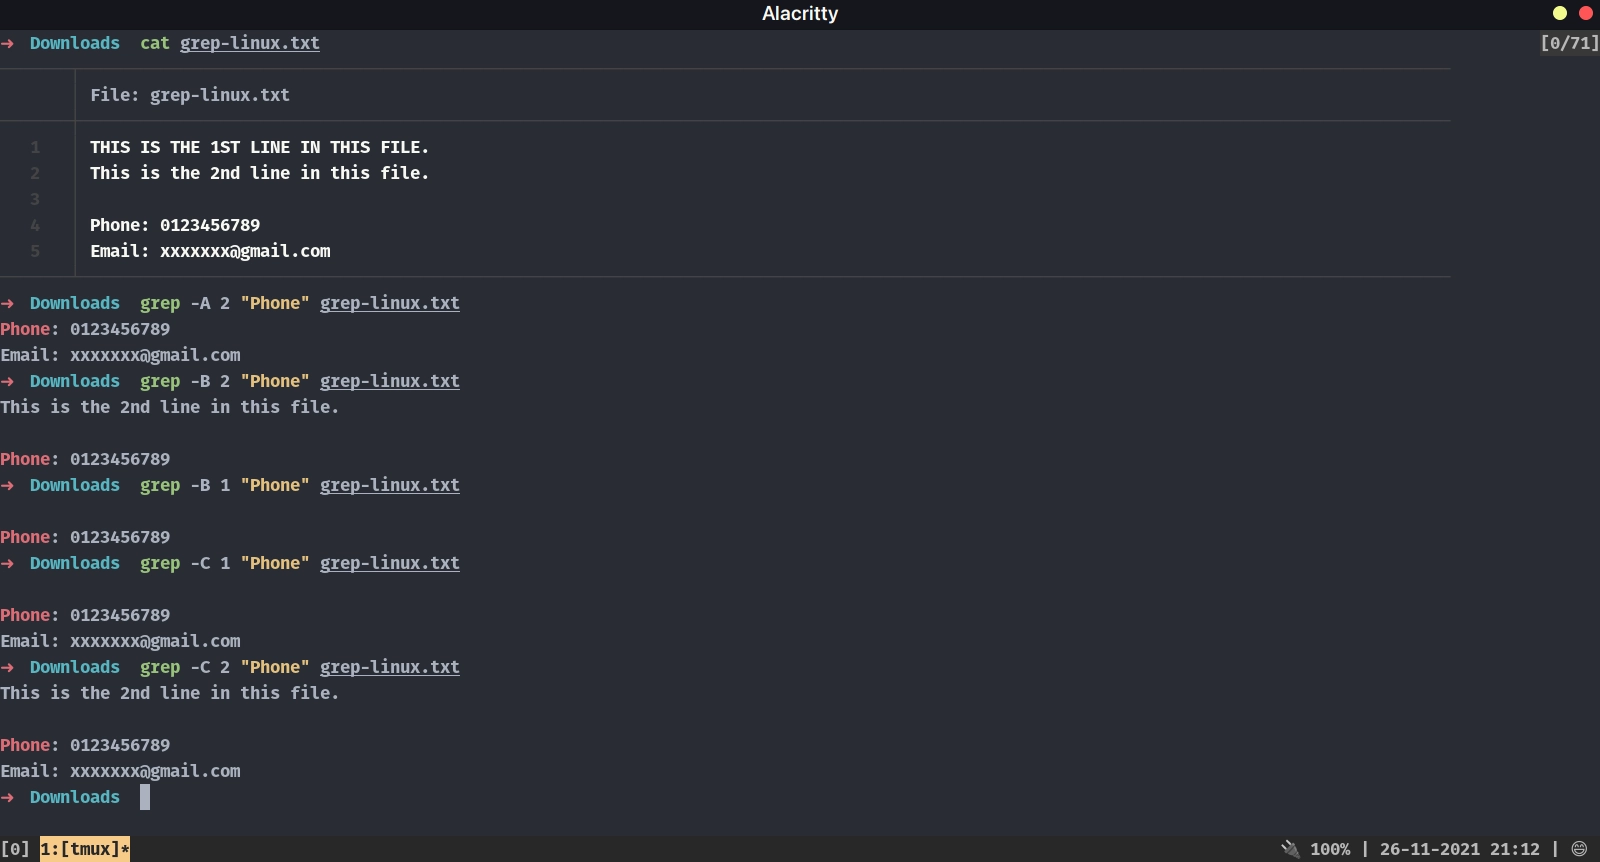 Alacritty
→ Downloads cat grep-linux.txt [0/71]
File: grep-linux.txt
1 THIS IS THE 1ST LINE IN THIS FILE.
2 This is the 2nd line in this file.
3
4 Phone: 0123456789
5 Email: xxxxxxx@gmail.com
→ Downloads grep -A 2 "Phone" grep-linux.txt
Phone: 0123456789
Email: xxxxxxx@gmail.com
→ Downloads grep -B 2 "Phone" grep-linux.txt
This is the 2nd line in this file.

Phone: 0123456789
→ Downloads grep -B 1 "Phone" grep-linux.txt

Phone: 0123456789
→ Downloads grep -C 1 "Phone" grep-linux.txt

Phone: 0123456789
Email: xxxxxxx@gmail.com
→ Downloads grep -C 2 "Phone" grep-linux.txt
This is the 2nd line in this file.

Phone: 0123456789
Email: xxxxxxx@gmail.com
→ Downloads
[0] 1:[tmux]* 🔌 100% | 26-11-2021 21:12 | 😄